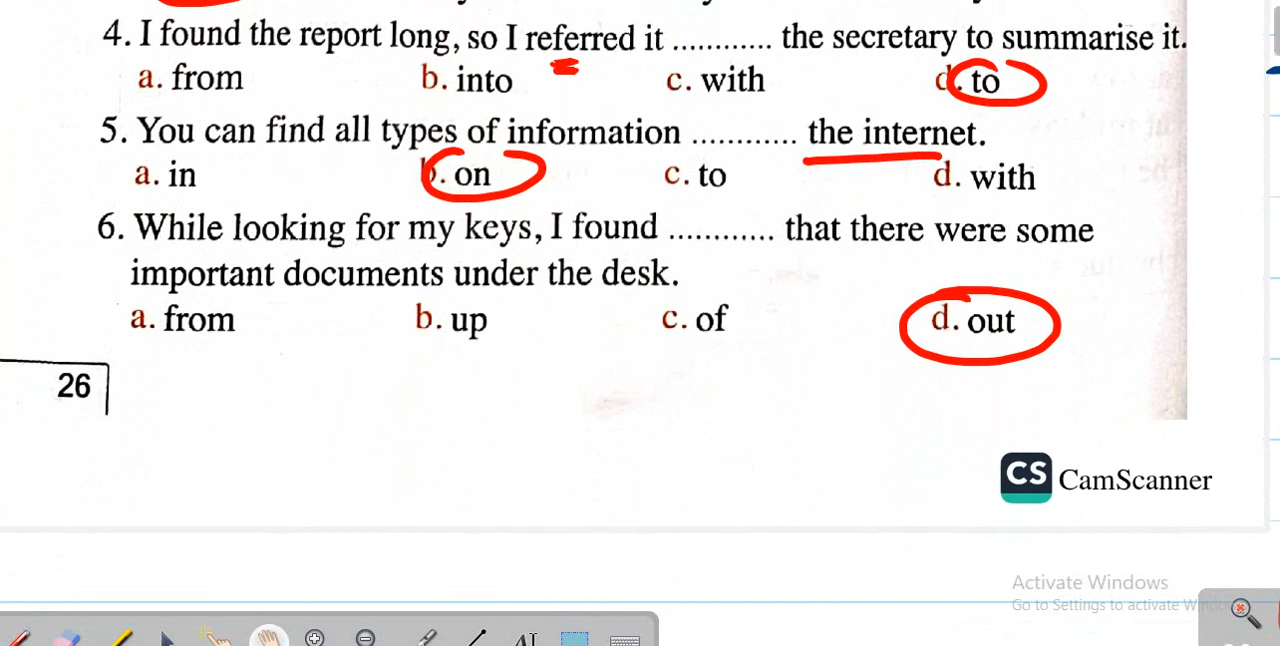 4. I found the report long, so I referred it ............ the secretary to summarise it.
a. from b. into c. with d. to
5. You can find all types of information ............ the internet.
a. in b. on c. to d. with
6. While looking for my keys, I found ............ that there were some
important documents under the desk.
a. from b. up c. of d. out
26
CS CamScanner
Activate Windows
Go to Settings to activate